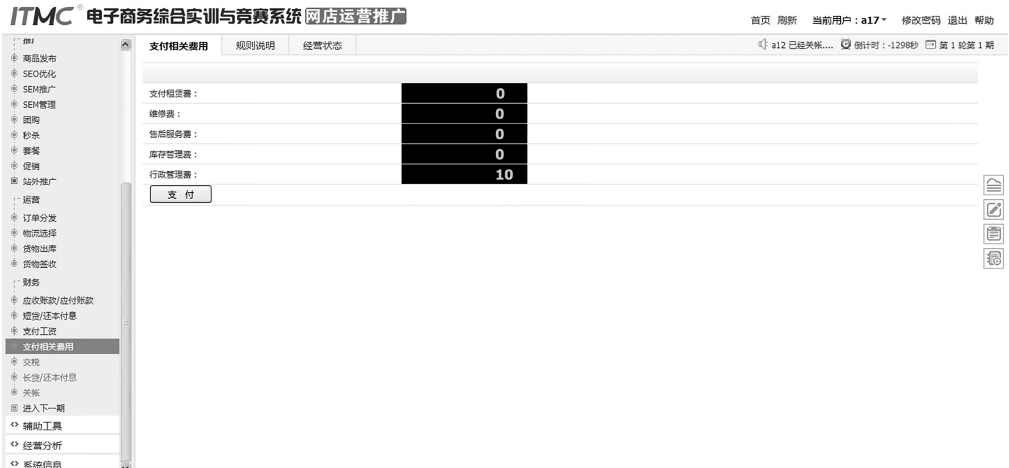 ITMC® 电子商务综合实训与竞赛系统 网店运营推广
首页 刷新 当前用户：a17 修改密码 退出 帮助
支付相关费用 规则说明 经营状态
a12 已经关帐.... 倒计时：-1298秒 第 1 轮第 1 期
商品发布
SEO优化
SEM推广
SEM管理
团购
秒杀
套餐
促销
站外推广
运营
订单分发
物流选择
货物出库
货物签收
财务
应收账款/应付账款
短贷/还本付息
支付工资
支付相关费用
交税
长贷/还本付息
关帐
进入下一期
辅助工具
经营分析
系统信息
支付租赁费： 0
维修费： 0
售后服务费： 0
库存管理费： 0
行政管理费： 10
支 付